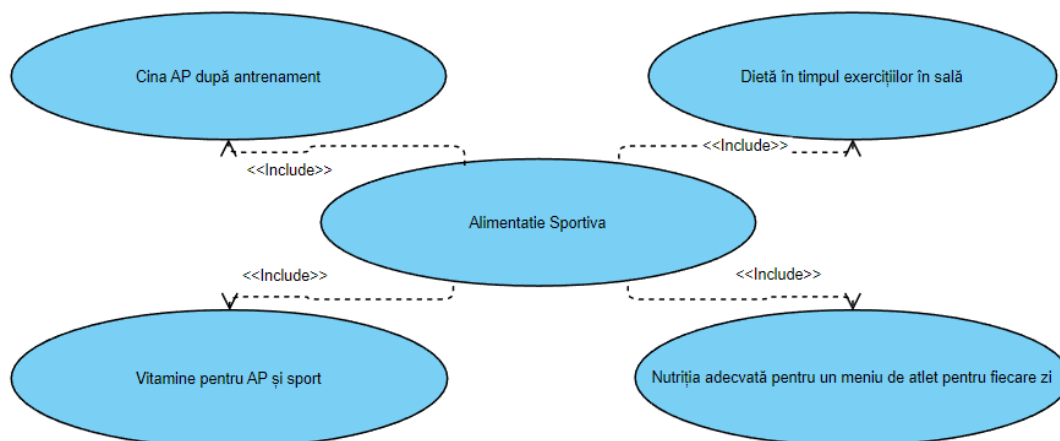 Cina AP după antrenament
Dietă în timpul exercițiilor în sală
<<Include>>
<<Include>>
Alimentatie Sportiva
<<Include>>
<<Include>>
Vitamine pentru AP și sport
Nutriția adecvată pentru un meniu de atlet pentru fiecare zi